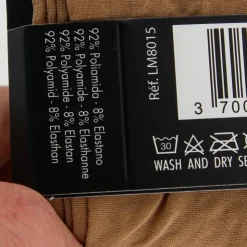 92% Poliamida - 8% Elastano
92% Polyamide - 8% Elasthanne
92% Polyamide - 8% Elastan
92% Polyamid - 8% Elasthan
Réf. LM8015
3 700
30
WASH AND DRY SE